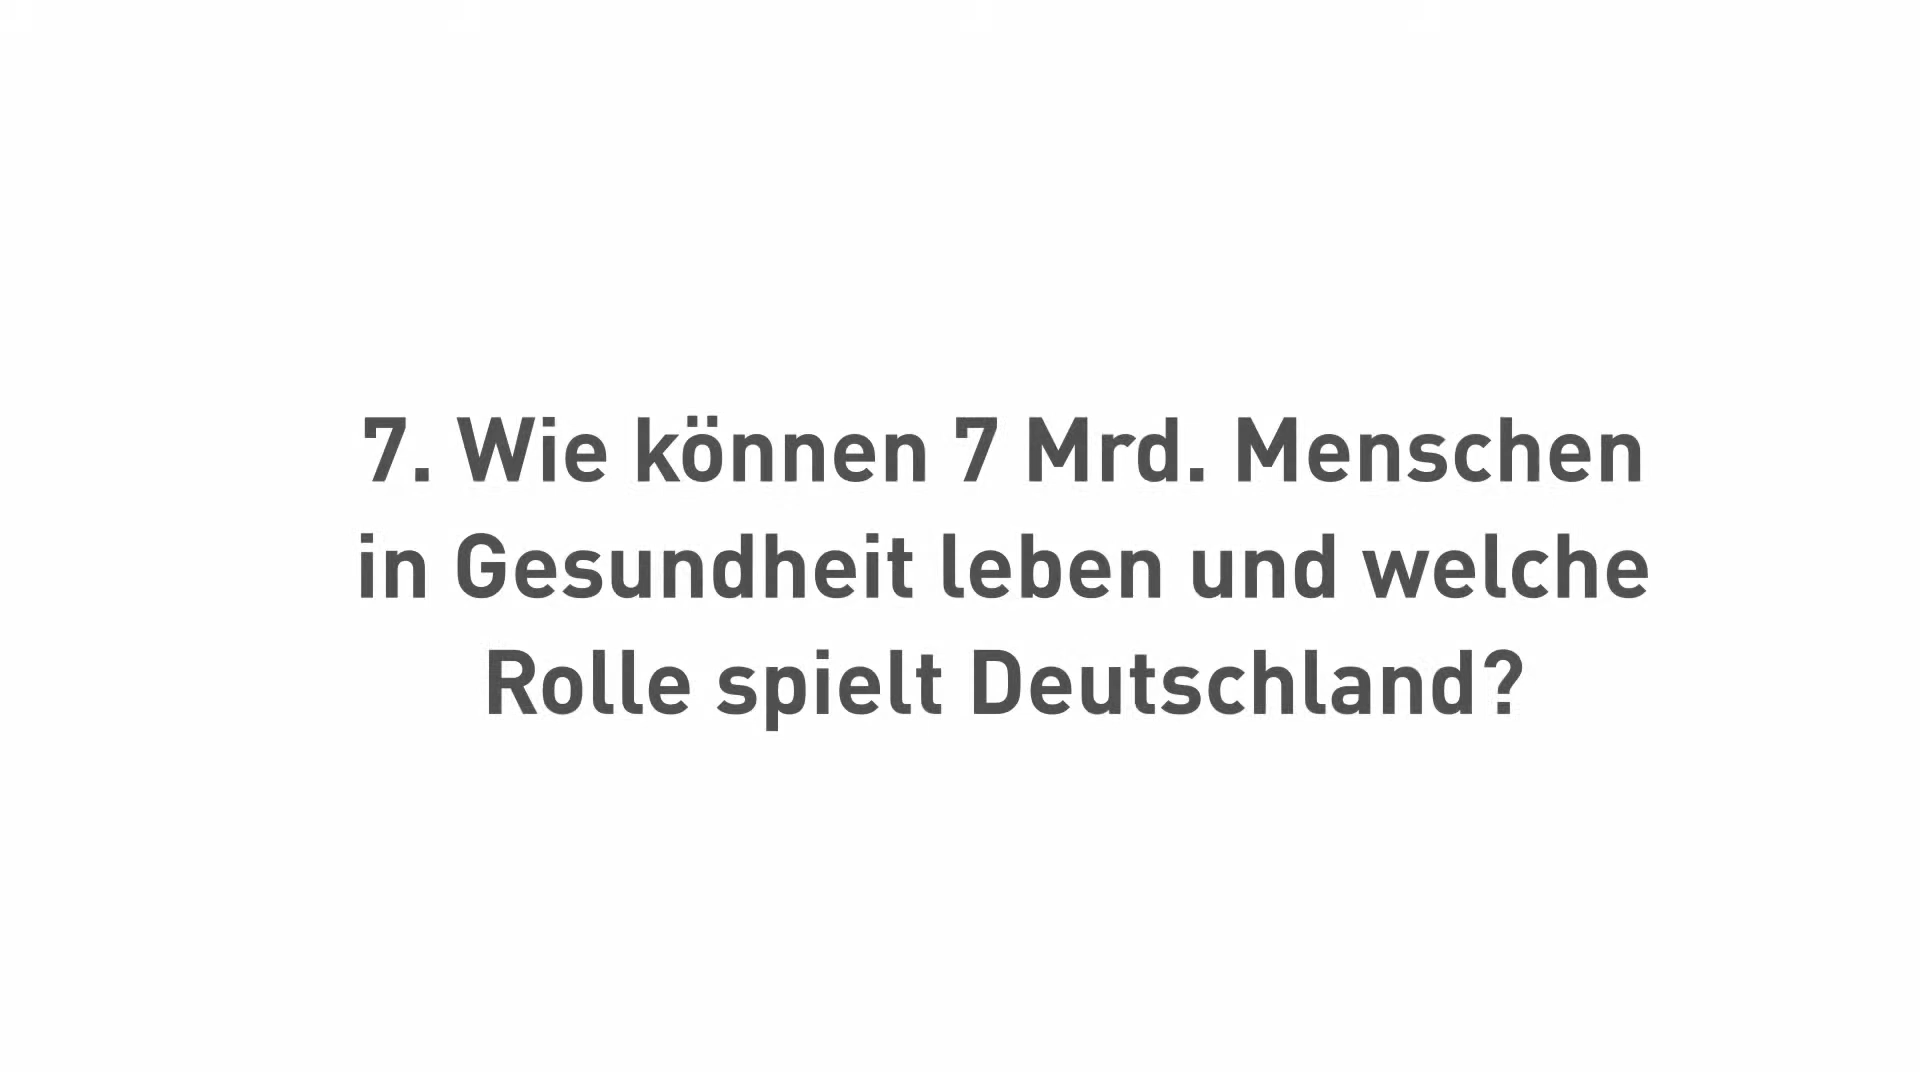 7. Wie können 7 Mrd. Menschen
in Gesundheit leben und welche
Rolle spielt Deutschland?